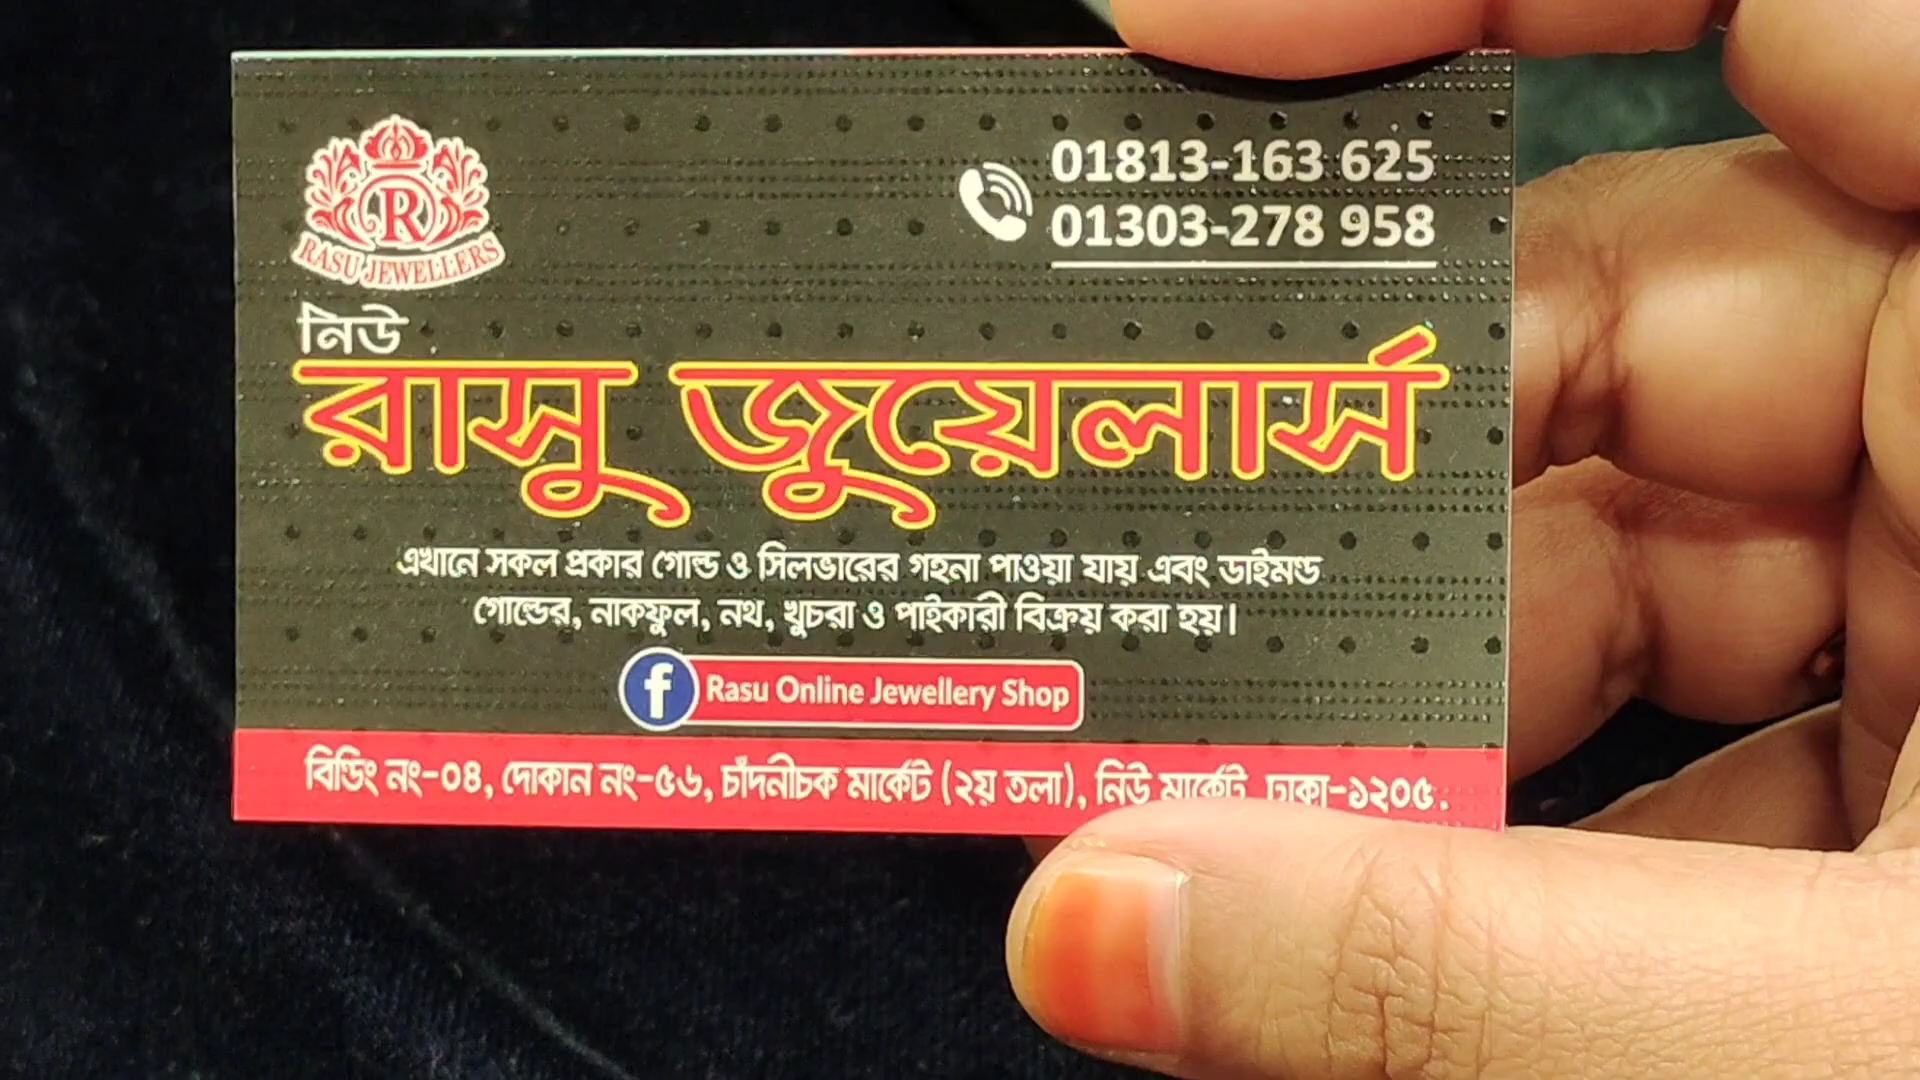 R
RASU JEWELLERS
01813-163 625
01303-278 958
নিউ
রাসু জুয়েলার্স
এখানে সকল প্রকার গোল্ড ও সিলভারের গহনা পাওয়া যায় এবং ডাইমন্ড
গোল্ডের, নাকফুল, নথ, খুচরা ও পাইকারী বিক্রয় করা হয়।
f Rasu Online Jewellery Shop
বিল্ডিং নং-০৪, দোকান নং-৫৬, চাঁদনীচক মার্কেট (২য় তলা), নিউ মার্কেট, ঢাকা-১২০৫.